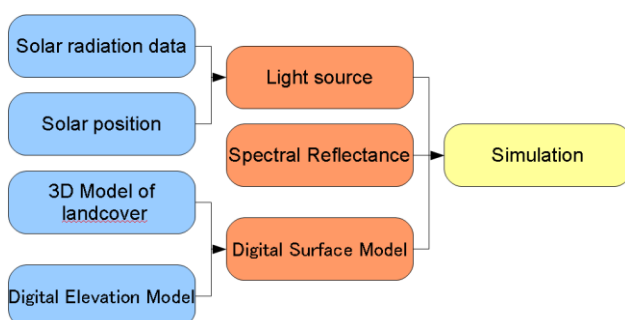 Solar radiation data
Solar position
3D Model of
landcover
Digital Elevation Model
Light source
Spectral Reflectance
Digital Surface Model
Simulation